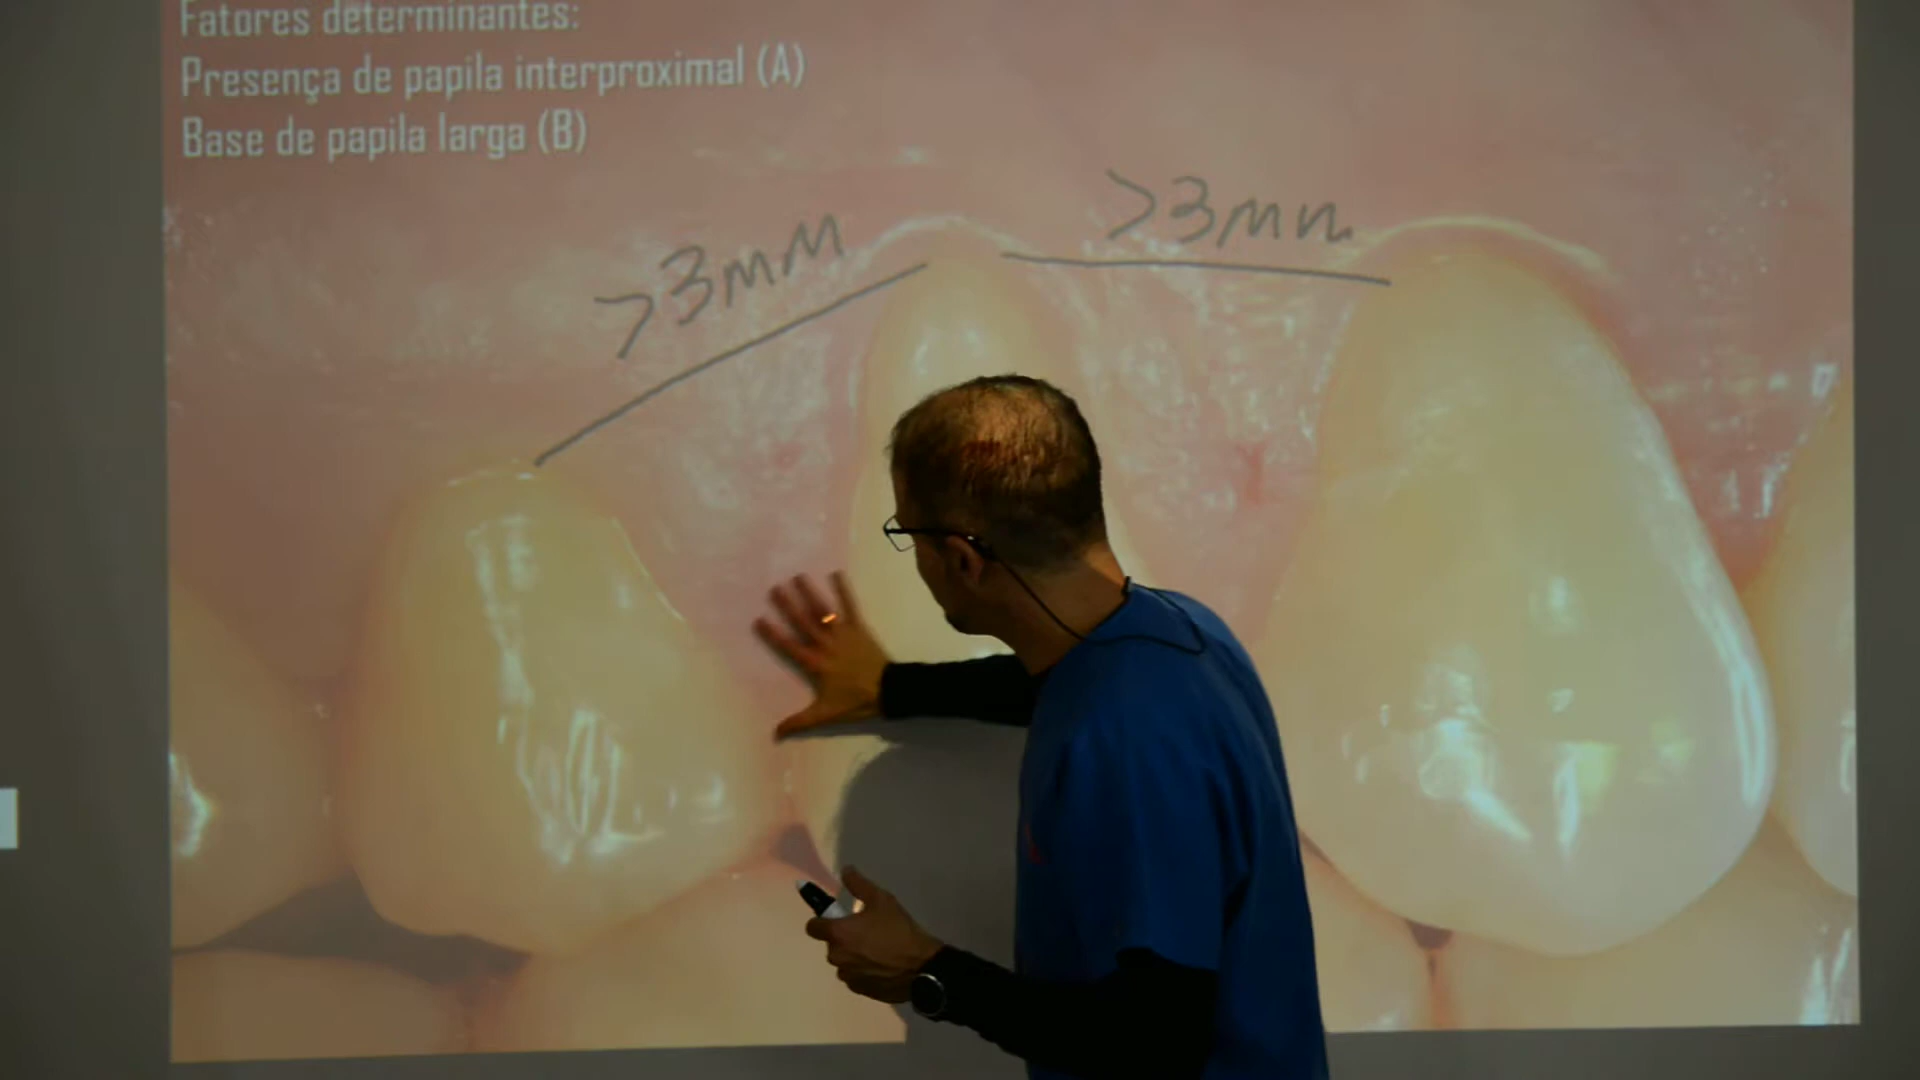 Fatores determinantes:
Presença de papila interproximal (A)
Base de papila larga (B)
>3mm
>3mm